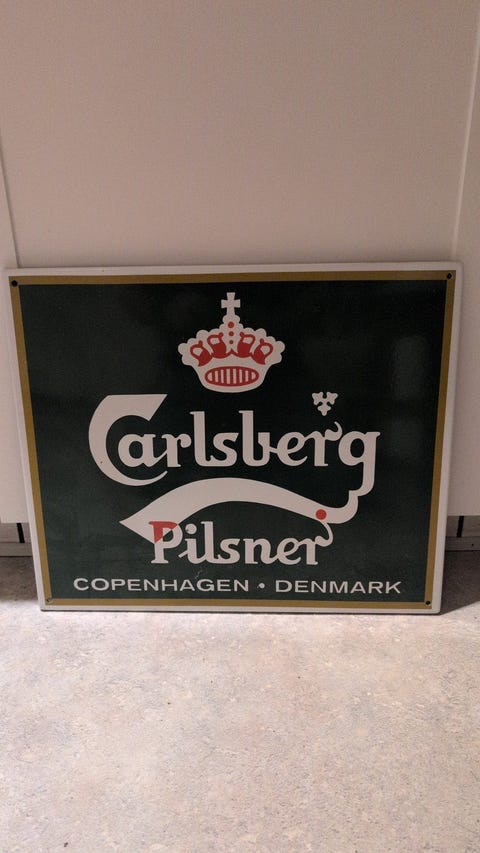 Carlsberg
Pilsner
COPENHAGEN • DENMARK